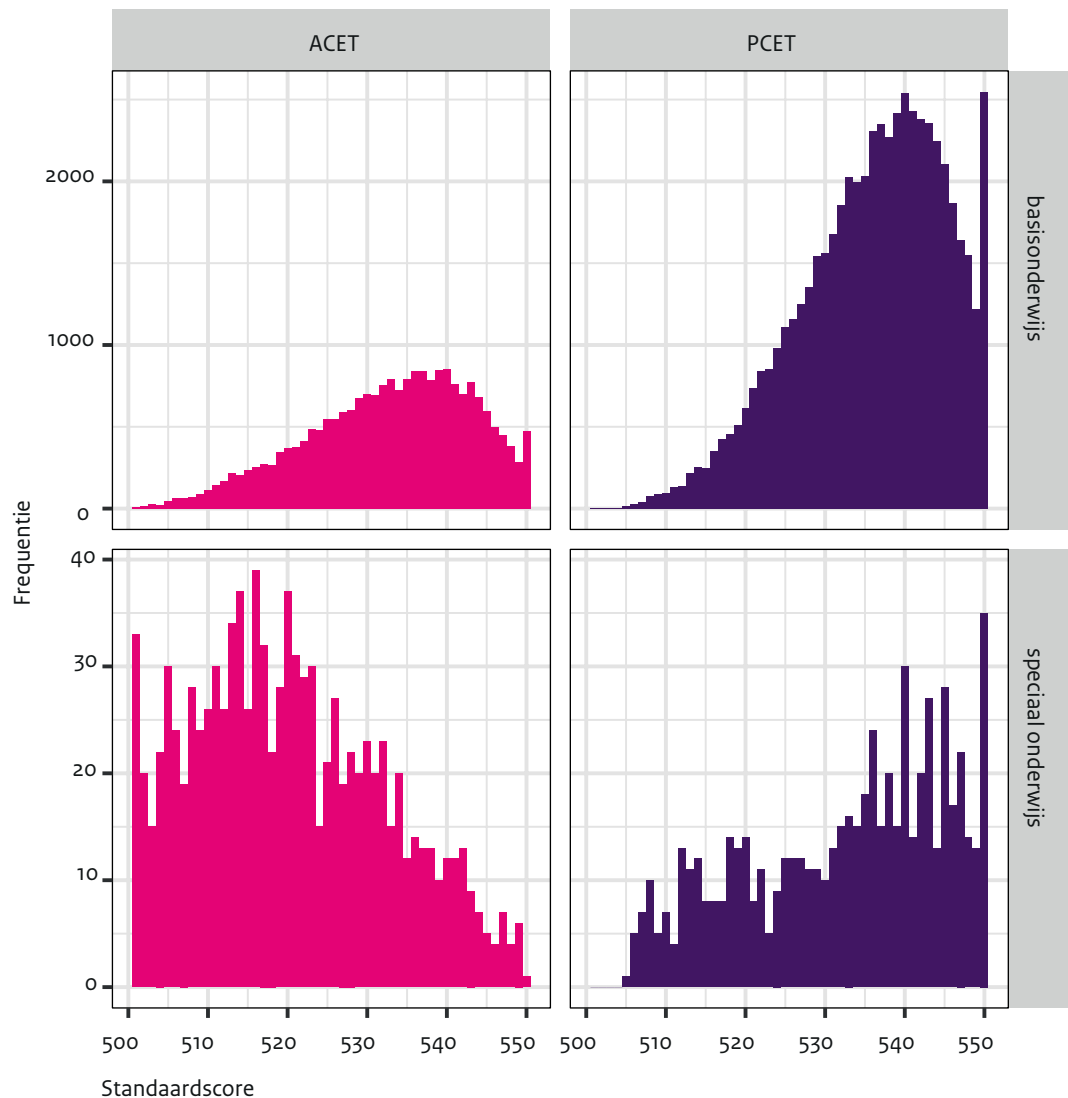 ACET PCET
2000
1000
0
basisonderwijs
Frequentie
40
30
20
10
0
speciaal onderwijs
500 510 520 530 540 550 500 510 520 530 540 550
Standaardscore